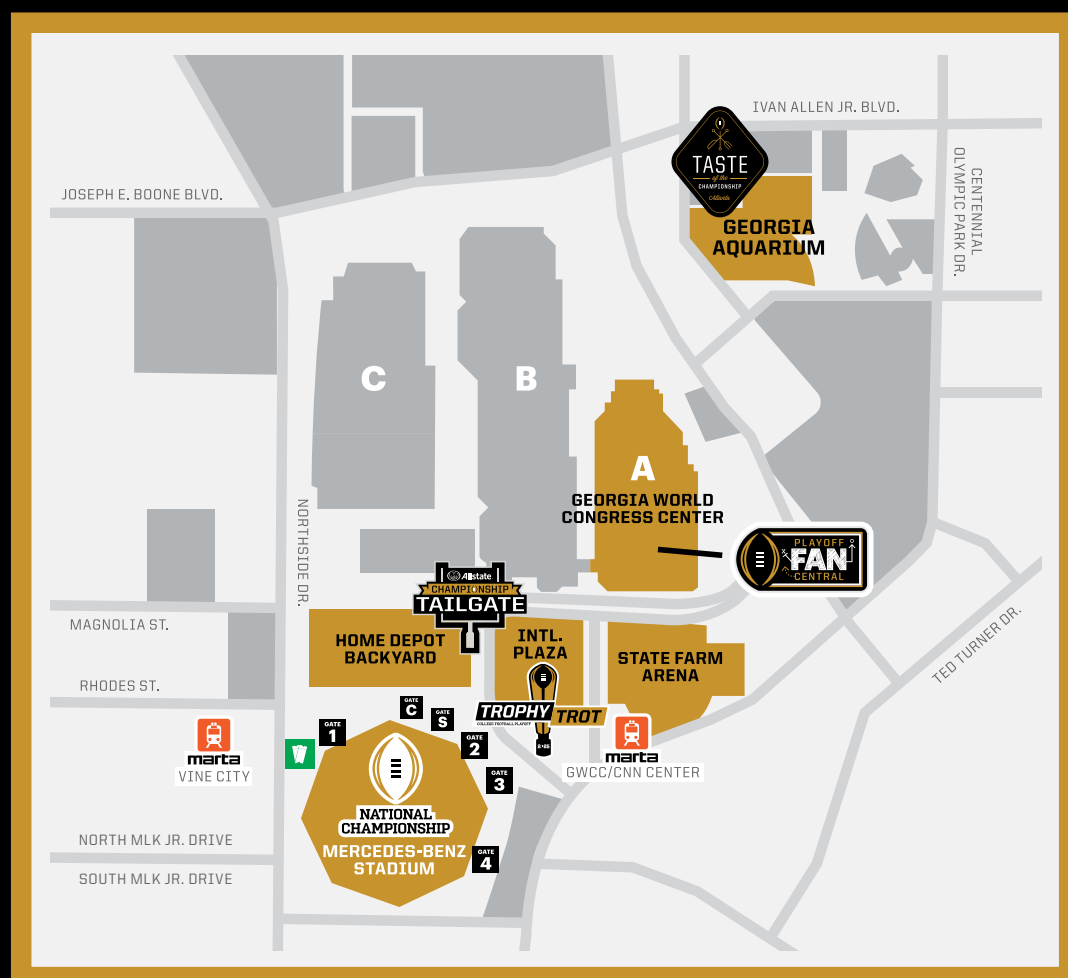 IVAN ALLEN JR. BLVD.
TASTE
of the
CHAMPIONSHIP
Atlanta
CENTENNIAL
OLYMPIC PARK DR.
JOSEPH E. BOONE BLVD.
GEORGIA
AQUARIUM
C
B
A
GEORGIA WORLD
CONGRESS CENTER
NORTHSIDE DR.
PLAYOFF
FAN
CENTRAL
Allstate
CHAMPIONSHIP
TAILGATE
MAGNOLIA ST.
HOME DEPOT
BACKYARD
INTL.
PLAZA
STATE FARM
ARENA
TED TURNER DR.
RHODES ST.
GATE
C
GATE
S
TROPHY TROT
COLLEGE FOOTBALL PLAYOFF
GATE
1
GATE
2
marta
VINE CITY
marta
GWCC/CNN CENTER
GATE
3
NATIONAL
CHAMPIONSHIP
MERCEDES-BENZ
STADIUM
GATE
4
NORTH MLK JR. DRIVE
SOUTH MLK JR. DRIVE